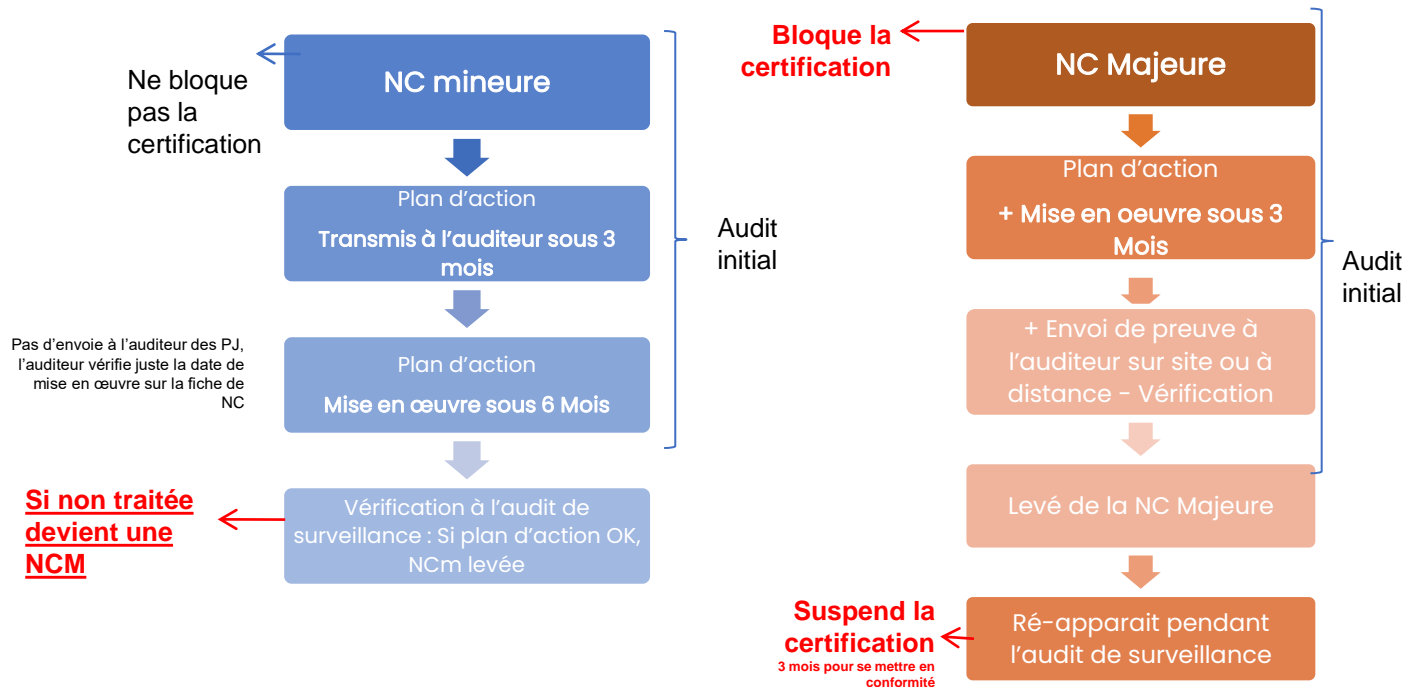 Ne bloque
pas la
certification
NC mineure
Plan d'action
Transmis à l'auditeur sous 3
mois
Audit
initial
Pas d'envoie à l'auditeur des PJ,
l'auditeur vérifie juste la date de
mise en œuvre sur la fiche de
NC
Plan d'action
Mise en œuvre sous 6 Mois
Si non traitée
devient une
NCM
Vérification à l'audit de
surveillance : Si plan d'action OK,
NCm levée
Bloque la
certification
NC Majeure
Plan d'action
+ Mise en oeuvre sous 3
Mois
Audit
initial
+ Envoi de preuve à
l'auditeur sur site ou à
distance - Vérification
Levé de la NC Majeure
Suspend la
certification
3 mois pour se mettre en
conformité
Ré-apparait pendant
l'audit de surveillance